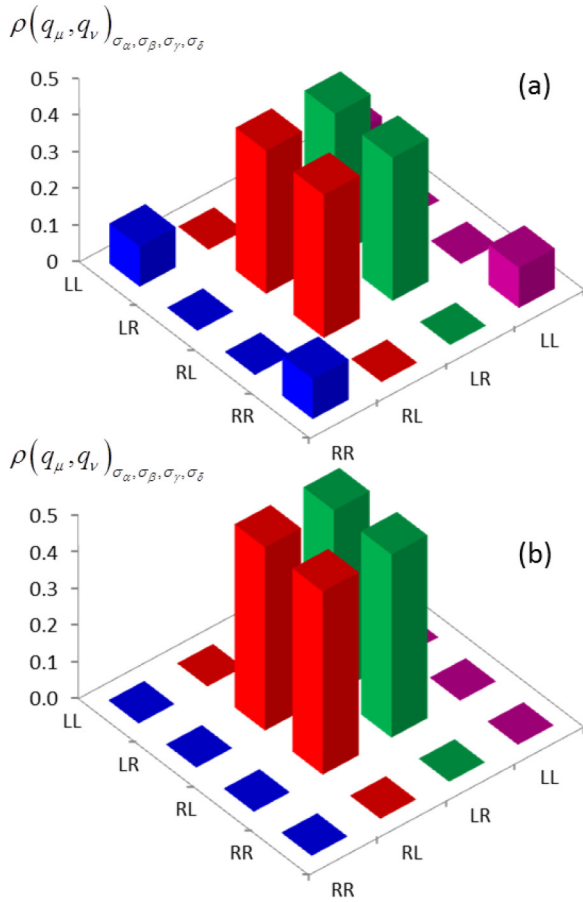 ρ(q_μ, q_ν)_{σ_α, σ_β, σ_γ, σ_δ}
(a)
0.5
0.4
0.3
0.2
0.1
0
LL
LR
RL
RR
RR
RL
LR
LL
ρ(q_μ, q_ν)_{σ_α, σ_β, σ_γ, σ_δ}
(b)
0.5
0.4
0.3
0.2
0.1
0.0
LL
LR
RL
RR
RR
RL
LR
LL